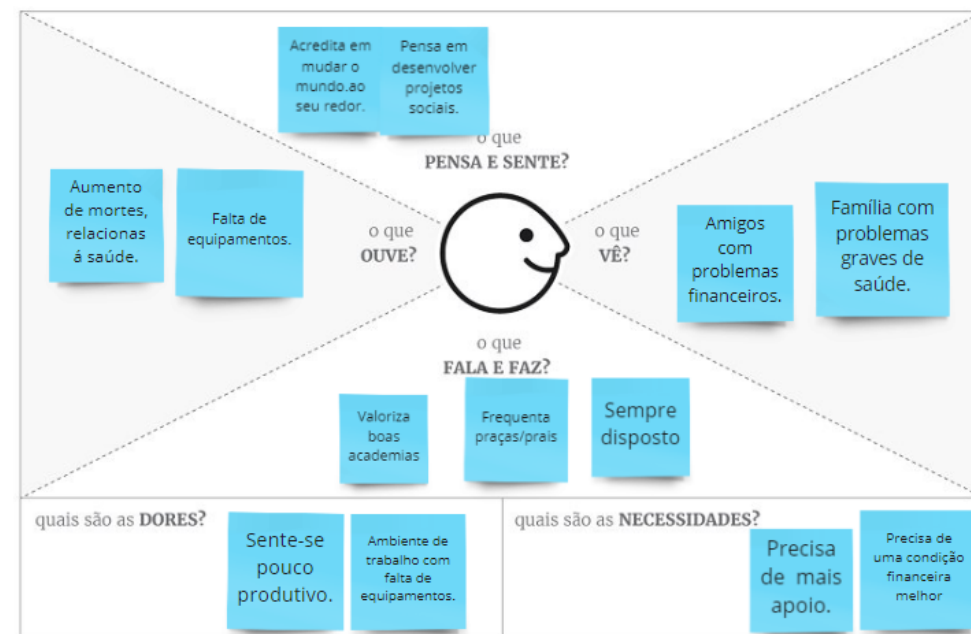 Acredita em
mudar o
mundo.ao
seu redor.
Pensa em
desenvolver
projetos
sociais.
o que
PENSA E SENTE?
Aumento
de mortes,
relacionas
á saúde.
Falta de
equipamentos.
o que
OUVE?
o que
VÊ?
Amigos
com
problemas
financeiros.
Família com
problemas
graves de
saúde.
o que
FALA E FAZ?
Valoriza
boas
academias
Frequenta
praças/prais
Sempre
disposto
quais são as DORES?
Sente-se
pouco
produtivo.
Ambiente de
trabalho com
falta de
equipamentos.
quais são as NECESSIDADES?
Precisa
de mais
apoio.
Precisa de
uma condição
financeira
melhor